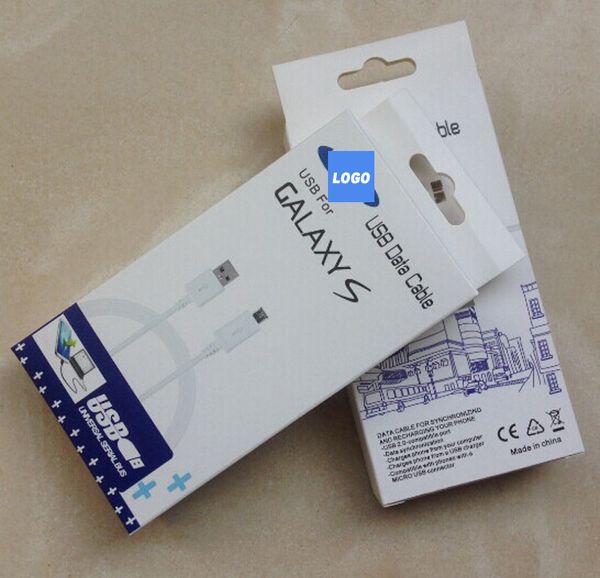 LOGO
USB Data Cable
USB For
GALAXY S
USB
UNIVERSAL SERIAL BUS
ble
DATA CABLE FOR SYNCHRONIZING
AND RECHARGING YOUR PHONE
-USB 2.0-compatible port
-Data synchronization
-Charges phone from your computer
-Charges phone from a USB charger
-Compatible with phones with a
MICRO USB connector
CE
Made in china